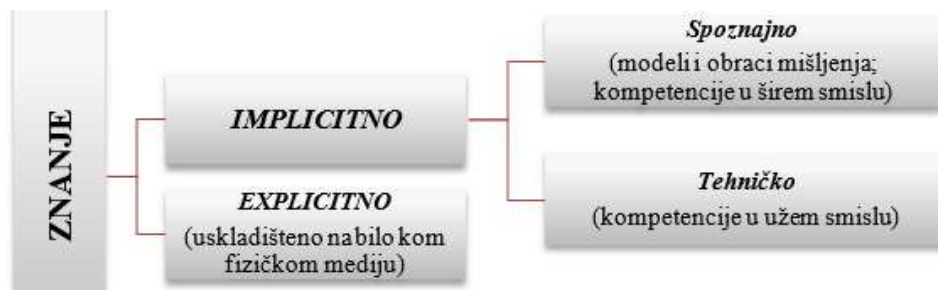 ZNANJE
IMPLICITNO
EXPLICITNO
(uskladišteno na bilo kom
fizičkom mediju)
Spoznajno
(modeli i obraci mišljenja;
kompetencije u širem smislu)
Tehničko
(kompetencije u užem smislu)